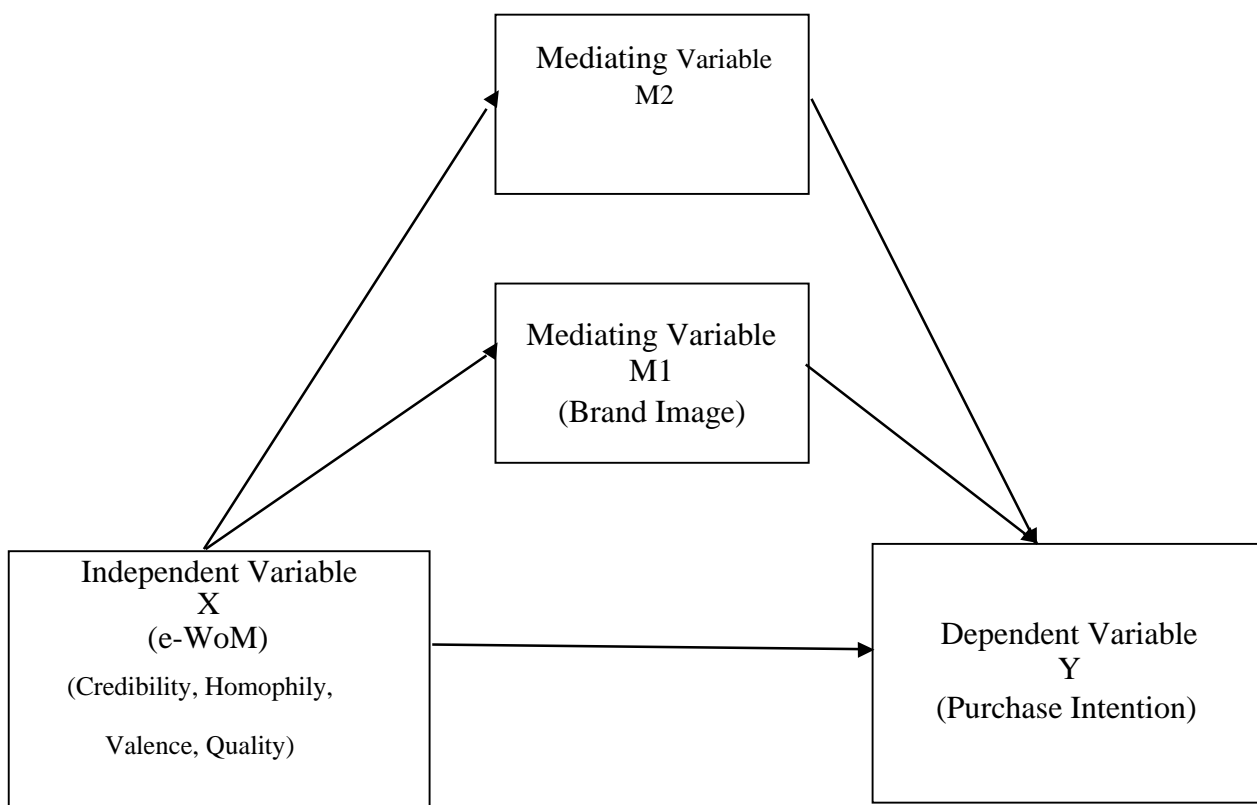 Mediating Variable
M2
Mediating Variable
M1
(Brand Image)
Independent Variable
X
(e-WoM)
(Credibility, Homophily,
Valence, Quality)
Dependent Variable
Y
(Purchase Intention)